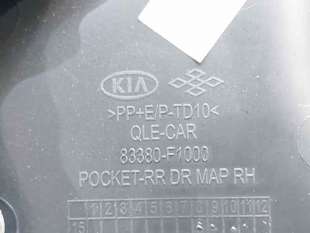 KIA
>PP+E/P-TD10<
QLE-CAR
83380-F1000
POCKET-RR DR MAP RH
1 2 3 4 5 6 7 8 9 10 11 12
15